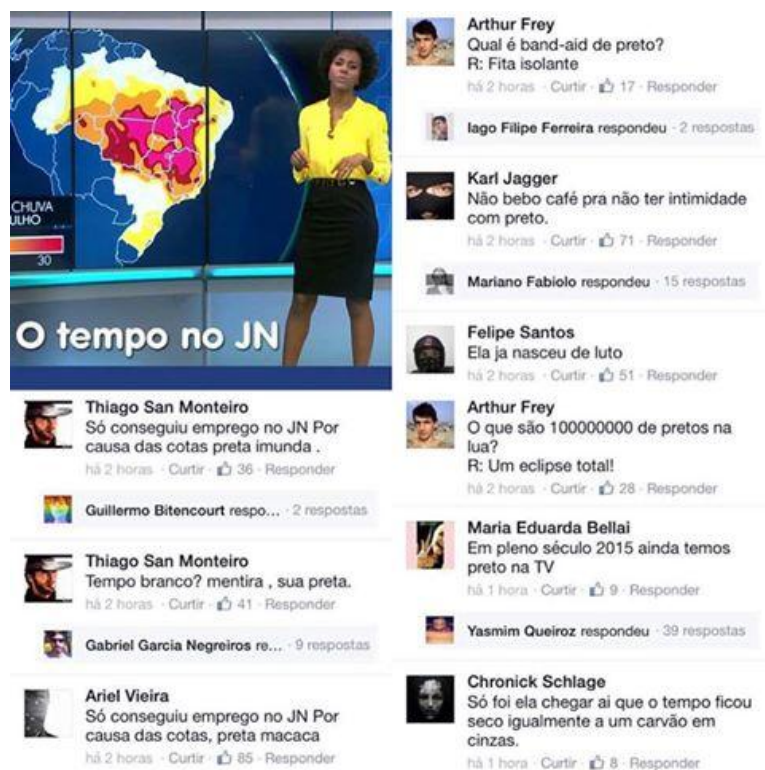 CHUVA
30
O tempo no JN
Thiago San Monteiro
Só conseguiu emprego no JN Por
causa das cotas preta imunda .
há 2 horas · Curtir · 36 · Responder
Guillermo Bitencourt respo... · 2 respostas
Thiago San Monteiro
Tempo branco? mentira , sua preta.
há 2 horas · Curtir · 41 · Responder
Gabriel Garcia Negreiros re... · 9 respostas
Ariel Vieira
Só conseguiu emprego no JN Por
causa das cotas, preta macaca
há 2 horas · Curtir · 85 · Responder
Arthur Frey
Qual é band-aid de preto?
R: Fita isolante
há 2 horas · Curtir · 17 · Responder
Iago Filipe Ferreira respondeu · 2 respostas
Karl Jagger
Não bebo café pra não ter intimidade
com preto.
há 2 horas · Curtir · 71 · Responder
Mariano Fabiolo respondeu · 15 respostas
Felipe Santos
Ela ja nasceu de luto
há 2 horas · Curtir · 51 · Responder
Arthur Frey
O que são 100000000 de pretos na
lua?
R: Um eclipse total!
há 2 horas · Curtir · 28 · Responder
Maria Eduarda Bellai
Em pleno século 2015 ainda temos
preto na TV
há 1 hora · Curtir · 9 · Responder
Yasmim Queiroz respondeu · 39 respostas
Chronick Schlage
Só foi ela chegar ai que o tempo ficou
seco igualmente a um carvão em
cinzas.
há 1 hora · Curtir · 8 · Responder